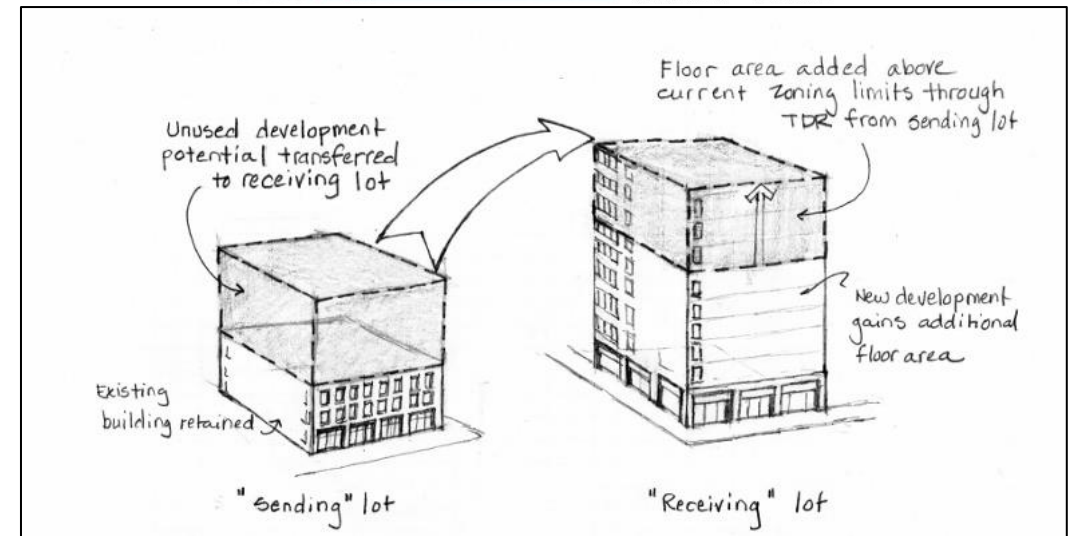 Unused development
potential transferred
to receiving lot
Existing
building retained
"Sending" lot
Floor area added above
current zoning limits through
TDR from sending lot
New development
gains additional
floor area
"Receiving" lot